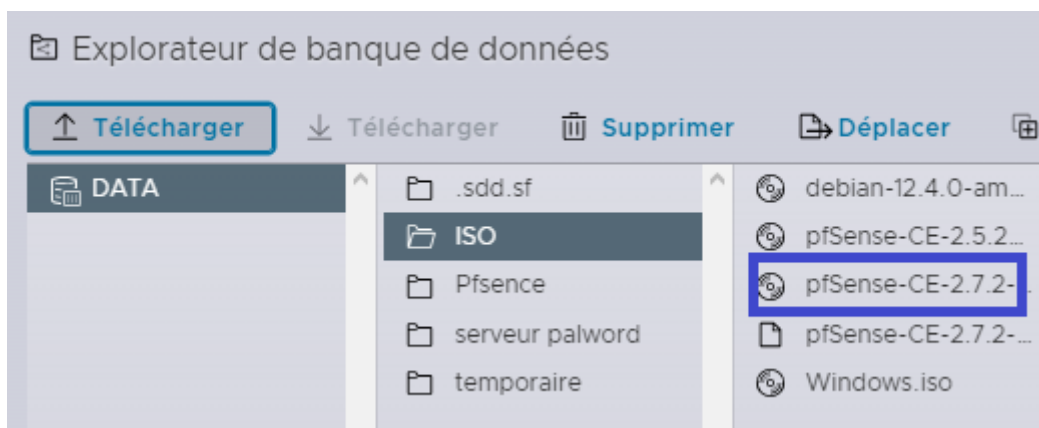 Explorateur de banque de données
Télécharger Télécharger Supprimer Déplacer
DATA
.sdd.sf
ISO
Pfsence
serveur palword
temporaire
debian-12.4.0-am...
pfSense-CE-2.5.2...
pfSense-CE-2.7.2-...
pfSense-CE-2.7.2-...
Windows.iso